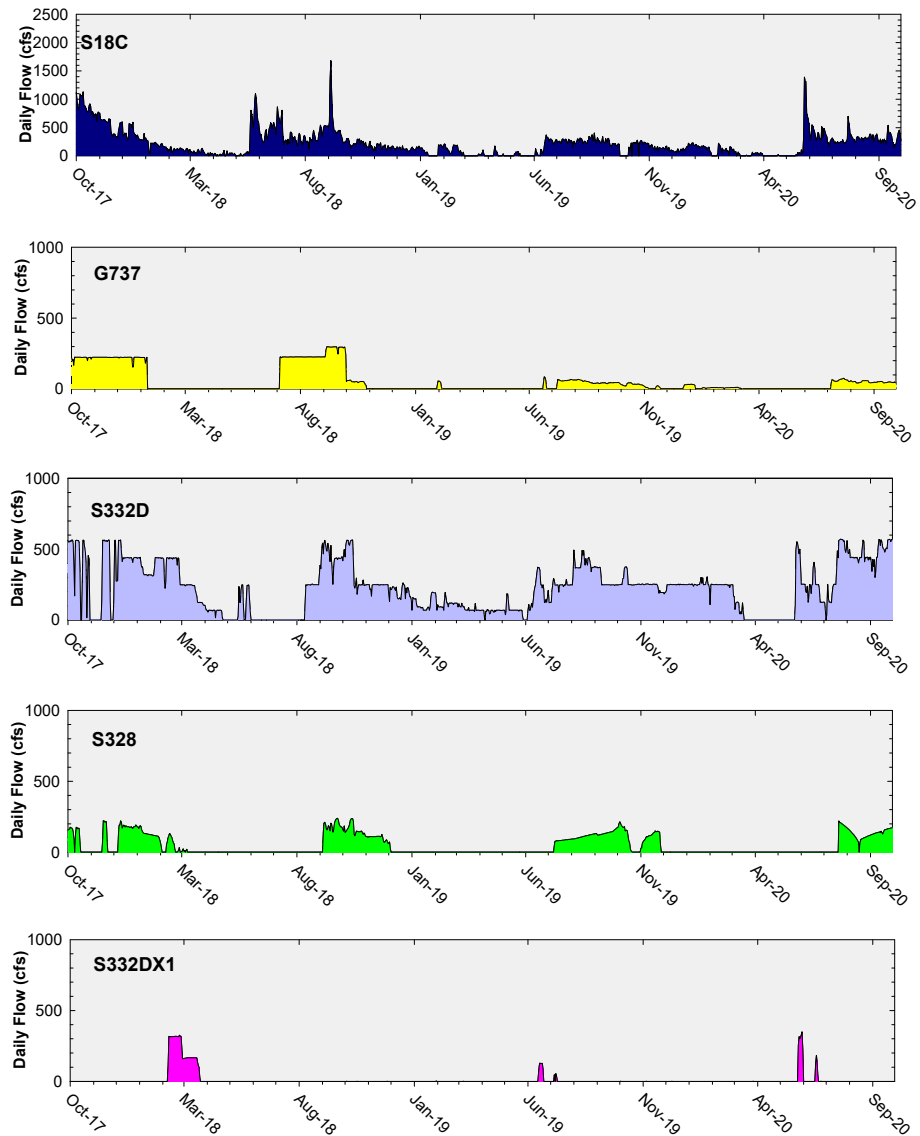 2500
2000
1500
1000
500
0
Daily Flow (cfs)
S18C
Oct-17
Mar-18
Aug-18
Jan-19
Jun-19
Nov-19
Apr-20
Sep-20
1000
500
0
Daily Flow (cfs)
G737
Oct-17
Mar-18
Aug-18
Jan-19
Jun-19
Nov-19
Apr-20
Sep-20
1000
500
0
Daily Flow (cfs)
S332D
Oct-17
Mar-18
Aug-18
Jan-19
Jun-19
Nov-19
Apr-20
Sep-20
1000
500
0
Daily Flow (cfs)
S328
Oct-17
Mar-18
Aug-18
Jan-19
Jun-19
Nov-19
Apr-20
Sep-20
1000
500
0
Daily Flow (cfs)
S332DX1
Oct-17
Mar-18
Aug-18
Jan-19
Jun-19
Nov-19
Apr-20
Sep-20